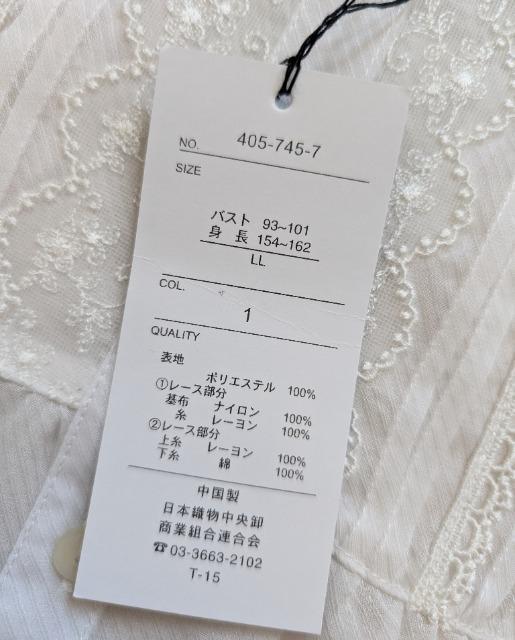 NO. 405-745-7
SIZE
バスト 93~101
身 長 154~162
LL
COL.
1
QUALITY
表地
ポリエステル 100%
①レース部分
基布 ナイロン 100%
糸 レーヨン 100%
②レース部分
上糸 レーヨン 100%
下糸 綿 100%
中国製
日本織物中央卸
商業組合連合会
☎03-3663-2102
T-15